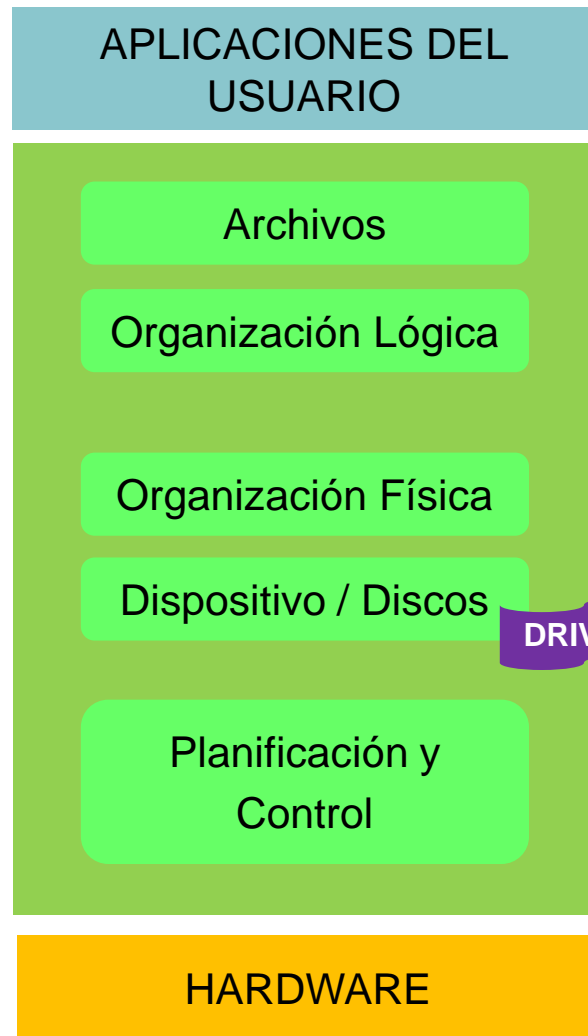 APLICACIONES DEL
USUARIO
Archivos
Organización Lógica
Organización Física
Dispositivo / Discos
Planificación y
Control
HARDWARE